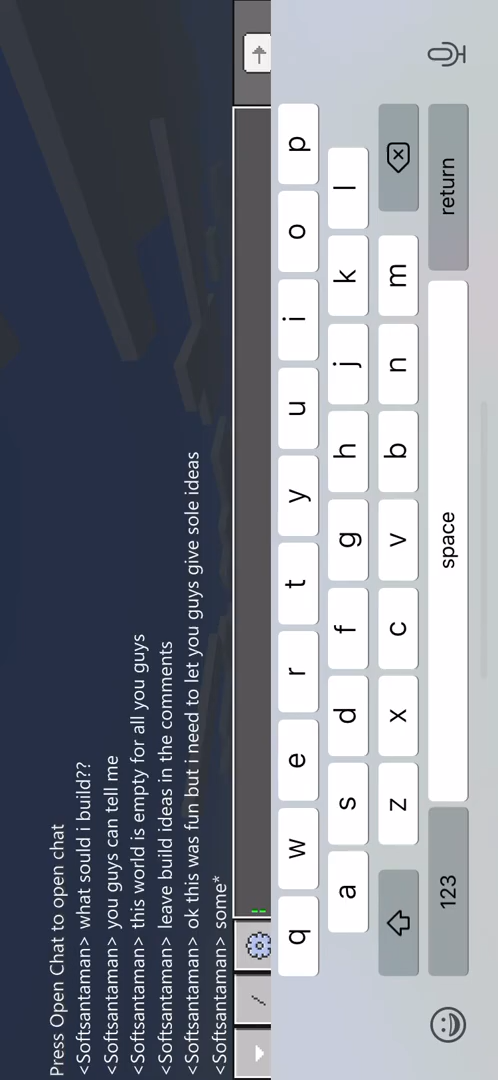 Press Open Chat to open chat
<Softsantaman> what sould i build??
<Softsantaman> you guys can tell me
<Softsantaman> this world is empty for all you guys
<Softsantaman> leave build ideas in the comments
<Softsantaman> ok this was fun but i need to let you guys give sole ideas
<Softsantaman> some*
/
q w e r t y u i o p
a s d f g h j k l
z x c v b n m
123 space return